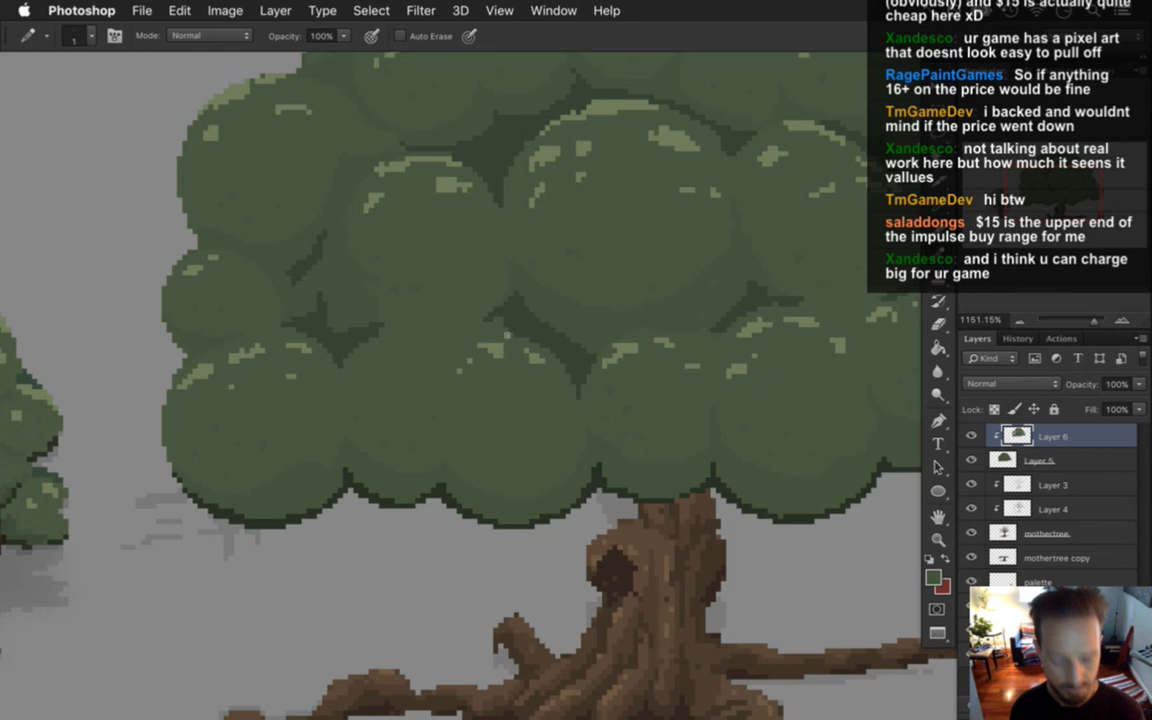 Photoshop File Edit Image Layer Type Select Filter 3D View Window Help
1 Mode: Normal Opacity: 100% Auto Erase
(obviously) and $15 is actually quite
cheap here xD
Xandesco: ur game has a pixel art
that doesnt look easy to pull off
RagePaintGames So if anything
16+ on the price would be fine
TmGameDev i backed and wouldnt
mind if the price went down
Xandesco: not talking about real
work here but how much it seens it
vallues
TmGameDev hi btw
saladdongs $15 is the upper end of
the impulse buy range for me
Xandesco: and i think u can charge
big for ur game
1151.15%
Layers History Actions
Kind
Normal Opacity: 100%
Lock: Fill: 100%
Layer 6
Layer 5
Layer 3
Layer 4
mothertree
mothertree copy
palette